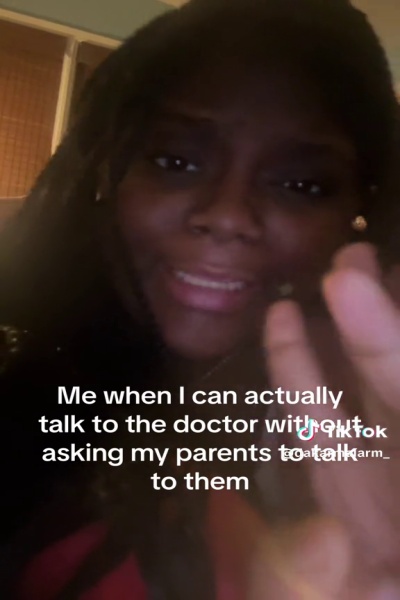 Me when I can actually
talk to the doctor without
TikTok
asking my parents to talk
to them